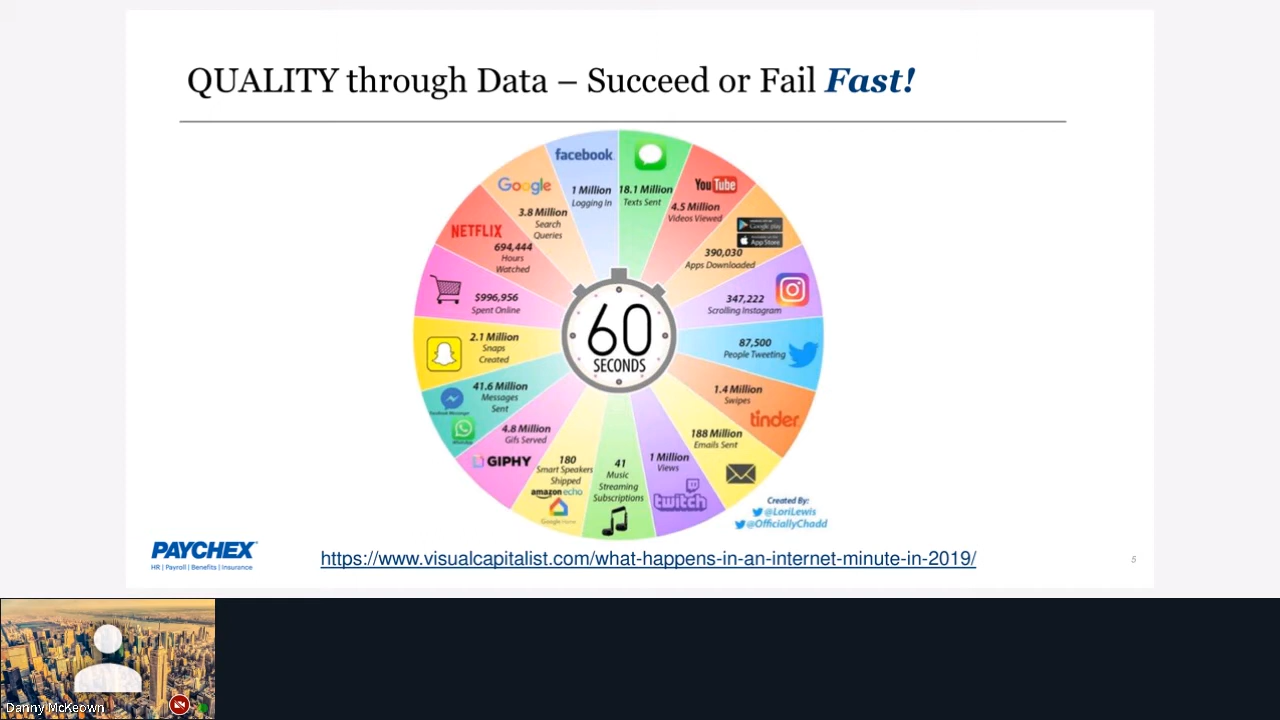 QUALITY through Data – Succeed or Fail Fast!
facebook
1 Million
Logging In
18.1 Million
Texts Sent
YouTube
4.5 Million
Videos Viewed
Google play
App Store
390,030
Apps Downloaded
347,222
Scrolling Instagram
87,500
People Tweeting
1.4 Million
Swipes
tinder
188 Million
Emails Sent
1 Million
Views
twitch
41
Music
Streaming
Subscriptions
180
Smart Speakers
Shipped
amazon echo
Google Home
4.8 Million
Gifs Served
GIPHY
41.6 Million
Messages
Sent
2.1 Million
Snaps
Created
$996,956
Spent Online
NETFLIX
694,444
Hours
Watched
Google
3.8 Million
Search
Queries
60
SECONDS
Created By:
@LoriLewis
@OfficiallyChadd
PAYCHEX
HR | Payroll | Benefits | Insurance
https://www.visualcapitalist.com/what-happens-in-an-internet-minute-in-2019/
5
Danny McKeown